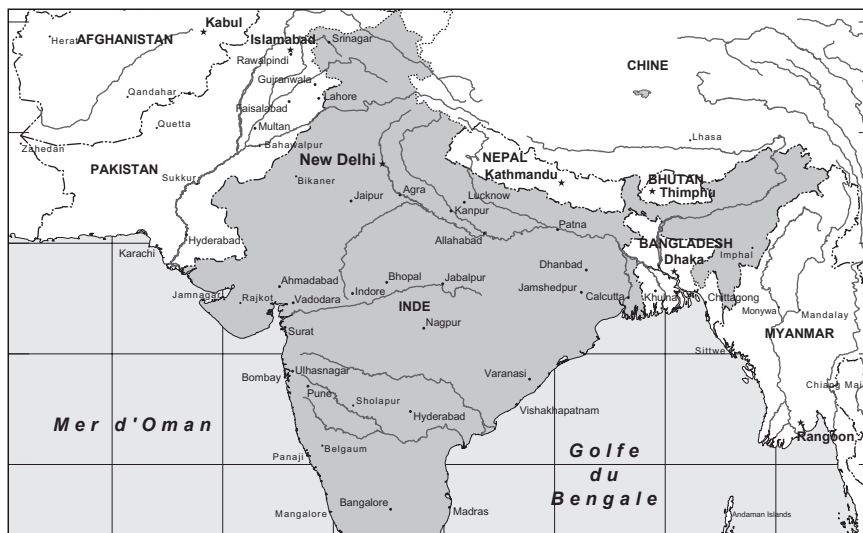 Kabul
Herat
AFGHANISTAN
Islamabad
Srinagar
Rawalpindi
Gujranwala
CHINE
Qandahar
Faisalabad
Lahore
Quetta
Multan
Lhasa
Zahedan
Bahawalpur
New Delhi
NEPAL
PAKISTAN
Sukkur
Kathmandu
BHUTAN
Thimphu
Bikaner
Jaipur
Agra
Lucknow
Kanpur
Patna
Hyderabad
Allahabad
BANGLADESH
Karachi
Dhaka
Imphal
Dhanbad
Ahmadabad
Bhopal
Jabalpur
Jamnagar
Rajkot
Vadodara
Indore
Jamshedpur
Calcutta
Khulna
Chittagong
INDE
Monywa
Mandalay
Surat
Nagpur
MYANMAR
Sittwe
Ulhasnagar
Bombay
Varanasi
Chiang Mai
Pune
Sholapur
Hyderabad
Vishakhapatnam
Mer d'Oman
Rangoon
Belgaum
Golfe
Panaji
du
Bengale
Bangalore
Mangalore
Madras
Andaman Islands